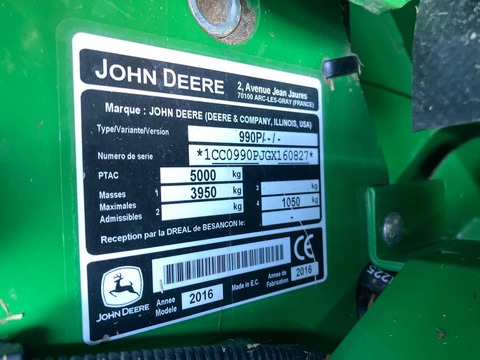 JOHN DEERE
2, Avenue Jean Jaures
70100 ARC-LES-GRAY (FRANCE)
Marque : JOHN DEERE (DEERE & COMPANY, ILLINOIS, USA)
Type/Variante/Version 990P/-/-
Numero de serie *1CC0990PJGX160827*
PTAC 5000 kg
Masses 1 3950 kg 3 kg
Maximales 2 kg 4 1050 kg
Admissibles -
Reception par la DREAL de BESANCON le:
JOHN DEERE
Annee Modele 2016
Made in E.C.
Annee de Fabrication 2016
CE
225